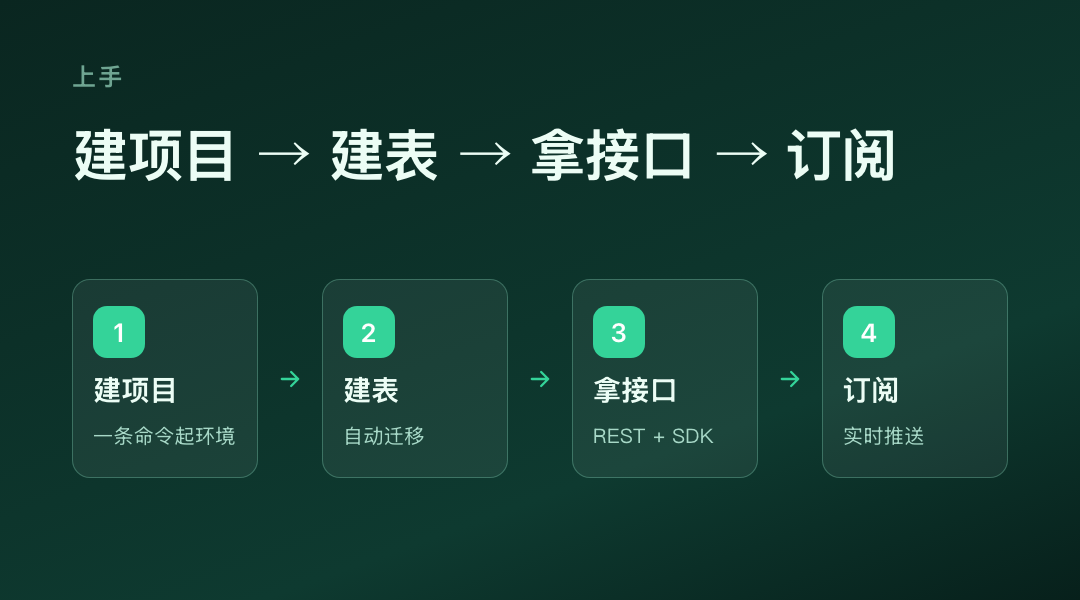 上手
建项目 → 建表 → 拿接口 → 订阅
1
建项目
一条命令起环境
→
2
建表
自动迁移
→
3
拿接口
REST + SDK
→
4
订阅
实时推送